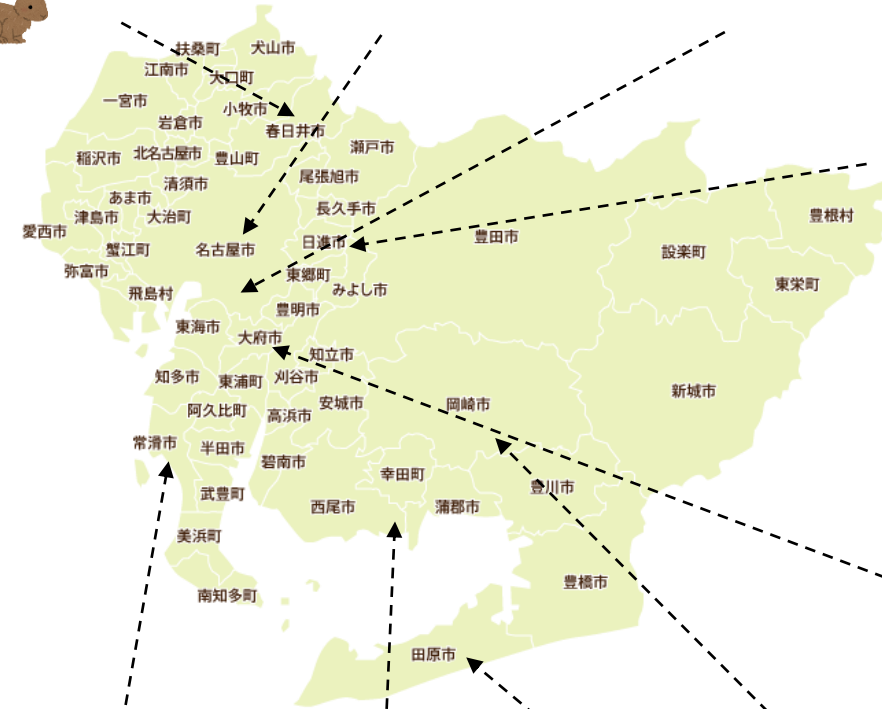 扶桑町
犬山市
江南市
大口町
一宮市
小牧市
岩倉市
春日井市
瀬戸市
稲沢市
北名古屋市
豊山町
尾張旭市
清須市
あま市
長久手市
津島市
大治町
豊根村
愛西市
日進市
豊田市
蟹江町
名古屋市
設楽町
弥富市
東郷町
東栄町
飛島村
みよし市
豊明市
東海市
大府市
知立市
知多市
東浦町
刈谷市
新城市
阿久比町
高浜市
安城市
岡崎市
常滑市
半田市
碧南市
幸田町
武豊町
豊川市
西尾市
蒲郡市
美浜町
豊橋市
南知多町
田原市